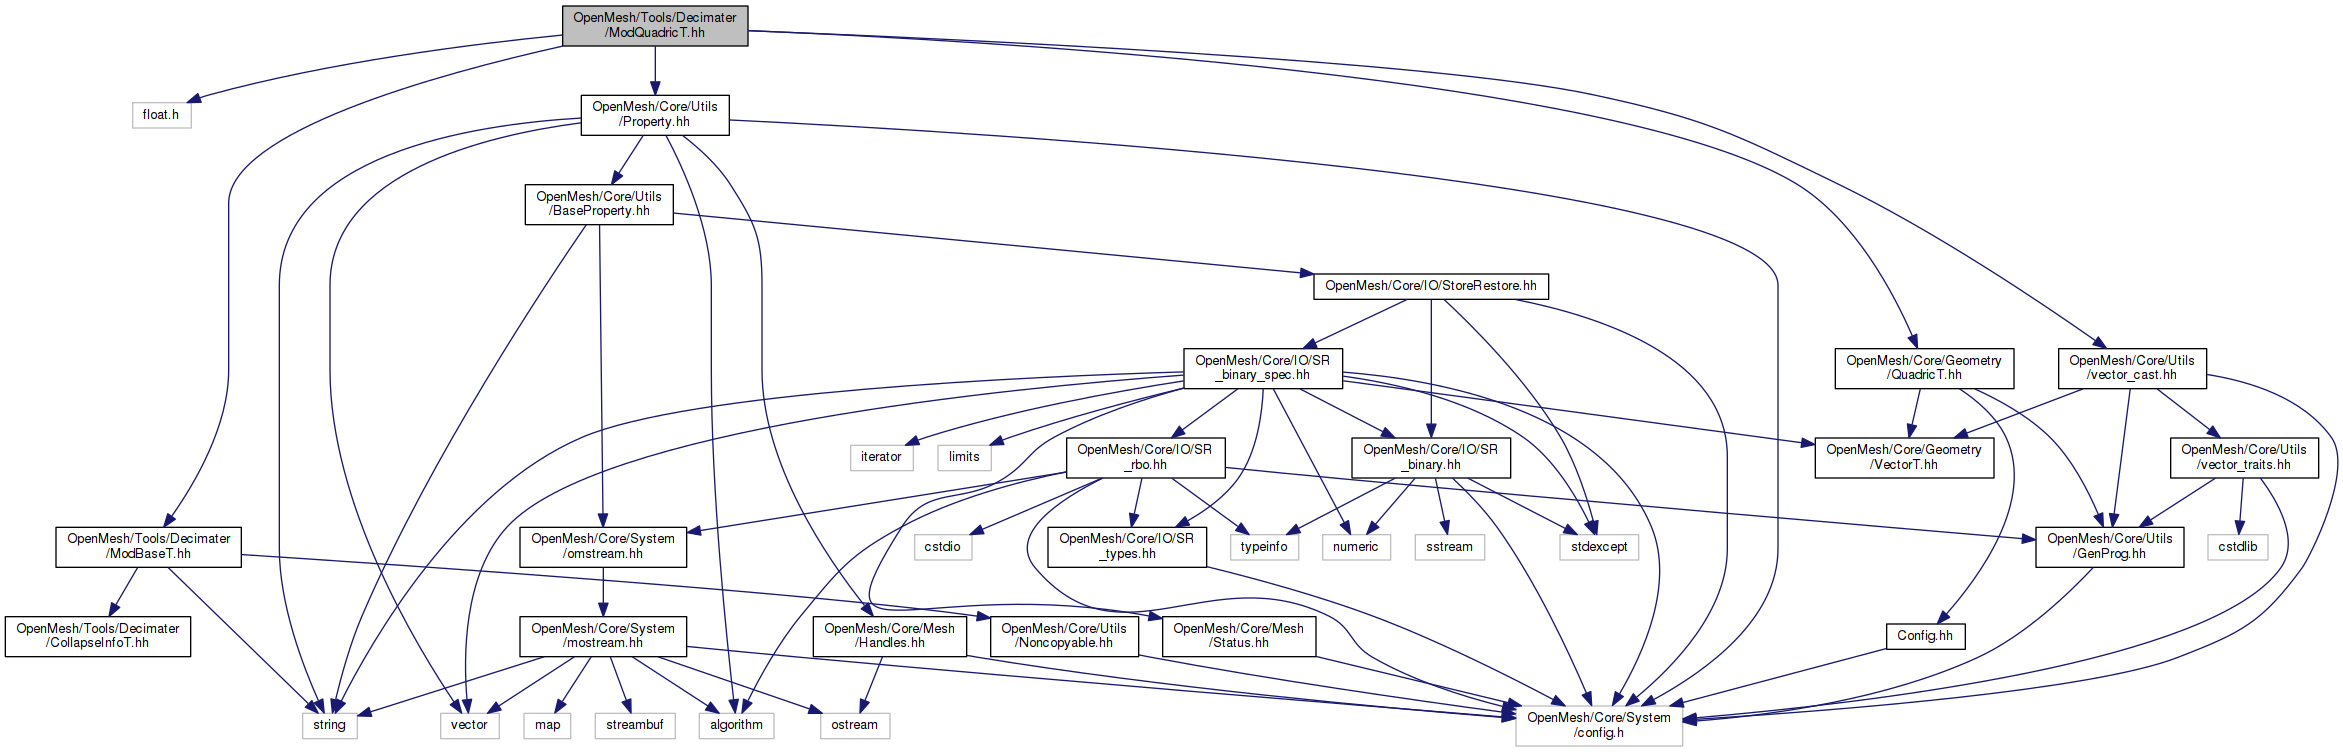 OpenMesh/Tools/Decimater
/ModQuadricT.hh
float.h
OpenMesh/Core/Utils
/Property.hh
OpenMesh/Core/Utils
/BaseProperty.hh
OpenMesh/Core/IO/StoreRestore.hh
OpenMesh/Core/IO/SR
_binary_spec.hh
OpenMesh/Core/Geometry
/QuadricT.hh
OpenMesh/Core/Utils
/vector_cast.hh
iterator
limits
OpenMesh/Core/IO/SR
_rbo.hh
OpenMesh/Core/IO/SR
_binary.hh
OpenMesh/Core/Geometry
/VectorT.hh
OpenMesh/Core/Utils
/vector_traits.hh
OpenMesh/Tools/Decimater
/ModBaseT.hh
OpenMesh/Core/System
/omstream.hh
cstdio
OpenMesh/Core/IO/SR
_types.hh
typeinfo
numeric
sstream
stdexcept
OpenMesh/Core/Utils
/GenProg.hh
cstdlib
OpenMesh/Tools/Decimater
/CollapseInfoT.hh
OpenMesh/Core/System
/mostream.hh
OpenMesh/Core/Mesh
/Handles.hh
OpenMesh/Core/Utils
/Noncopyable.hh
OpenMesh/Core/Mesh
/Status.hh
Config.hh
string
vector
map
streambuf
algorithm
ostream
OpenMesh/Core/System
/config.h